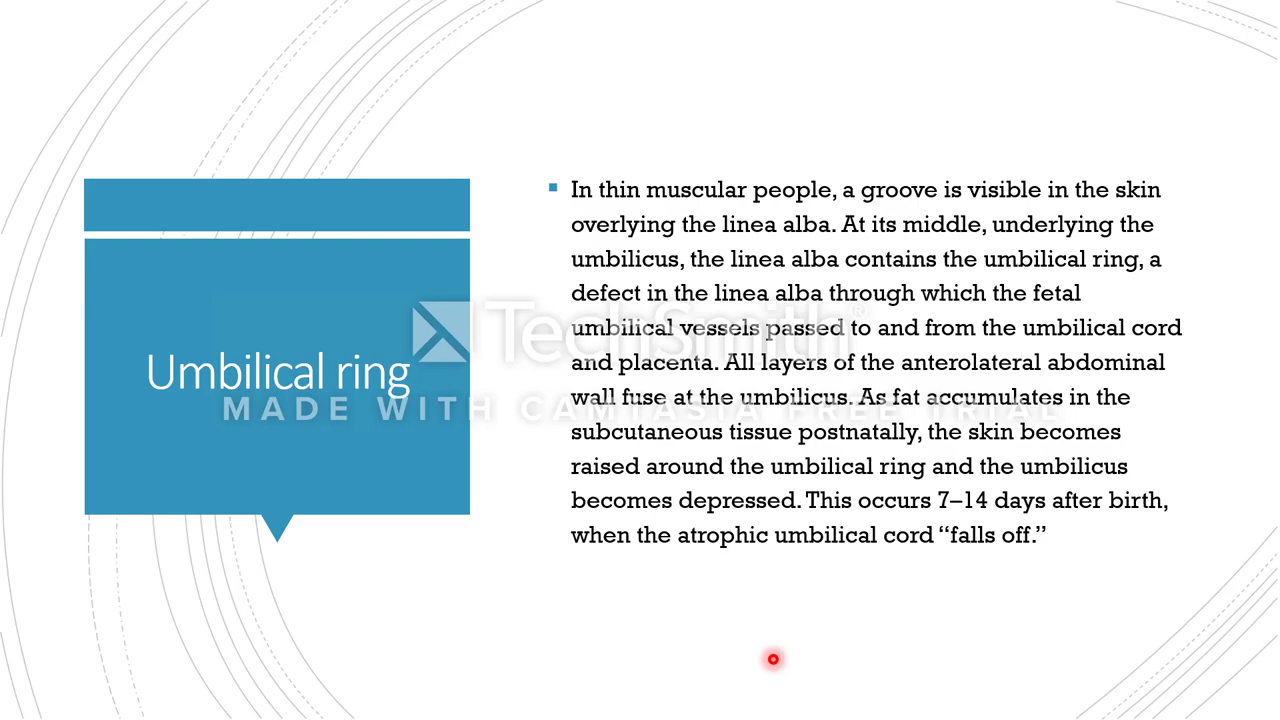 Umbilical ring
In thin muscular people, a groove is visible in the skin
overlying the linea alba. At its middle, underlying the
umbilicus, the linea alba contains the umbilical ring, a
defect in the linea alba through which the fetal
umbilical vessels passed to and from the umbilical cord
and placenta. All layers of the anterolateral abdominal
wall fuse at the umbilicus. As fat accumulates in the
subcutaneous tissue postnatally, the skin becomes
raised around the umbilical ring and the umbilicus
becomes depressed. This occurs 7–14 days after birth,
when the atrophic umbilical cord “falls off.”
TechSmith®
MADE WITH CAMTASIA FREE TRIAL